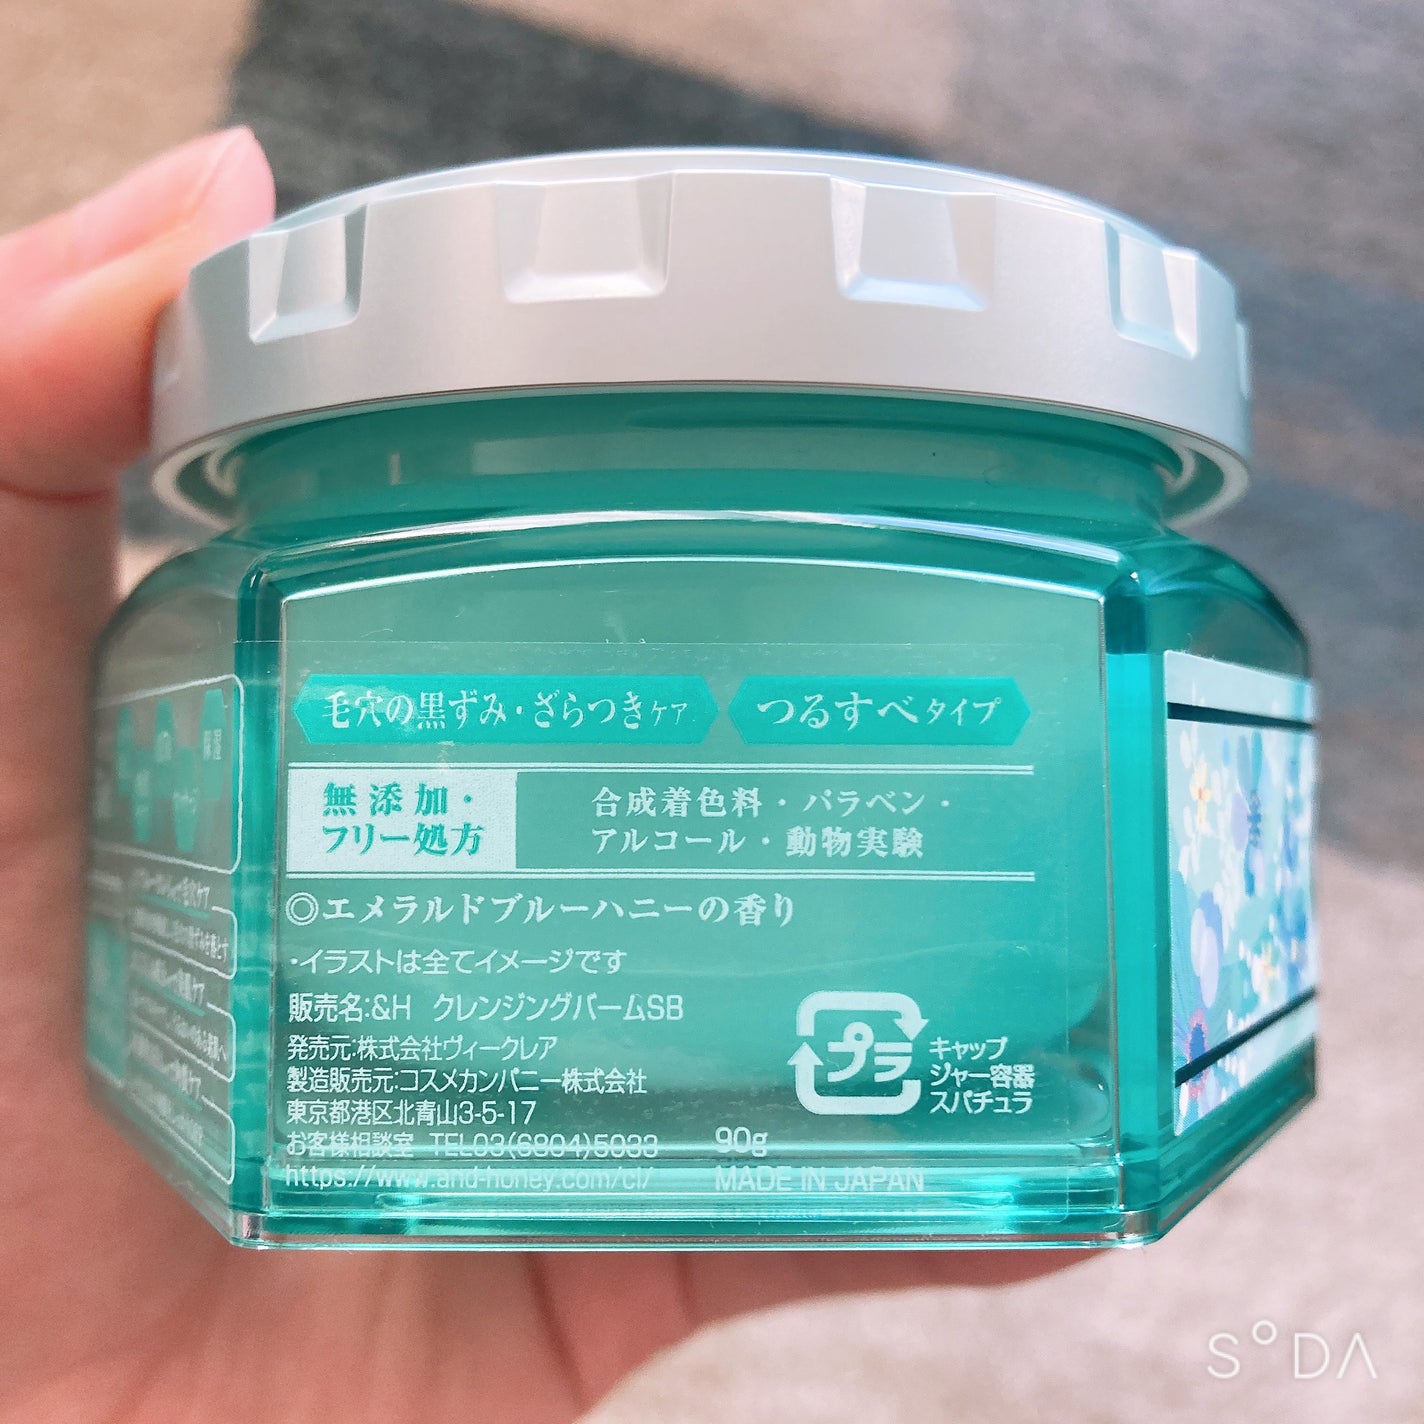 毛穴の黒ずみ・ざらつきケア
つるすべタイプ
無添加・
フリー処方
合成着色料・パラベン・
アルコール・動物実験
◎エメラルドブルーハニーの香り
・イラストは全てイメージです
販売名:&H クレンジングバームSB
発売元:株式会社ヴィークレア
製造販売元:コスメカンパニー株式会社
東京都港区北青山3-5-17
お客様相談室 TEL03(6804)5033
https://www.and-honey.com/cl/
90g
MADE IN JAPAN
プラ
キャップ
ジャー容器
スパチュラ
保湿
SODA